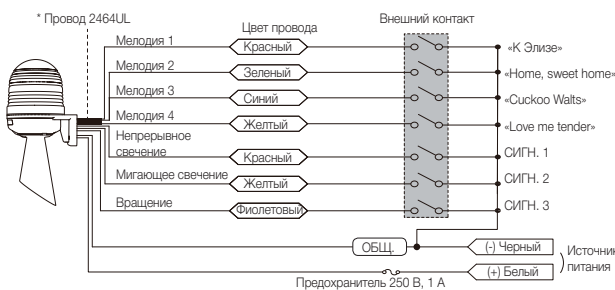 * Провод 2464UL
Цвет провода
Внешний контакт
Мелодия 1
Красный
«К Элизе»
Мелодия 2
Зеленый
«Home, sweet home»
Мелодия 3
Синий
«Cuckoo Walts»
Мелодия 4
Желтый
«Love me tender»
Непрерывное
свечение
Красный
СИГН. 1
Мигающее свечение
Желтый
СИГН. 2
Вращение
Фиолетовый
СИГН. 3
ОБЩ.
(-) Черный
Источник
питания
(+) Белый
Предохранитель 250 В, 1 А